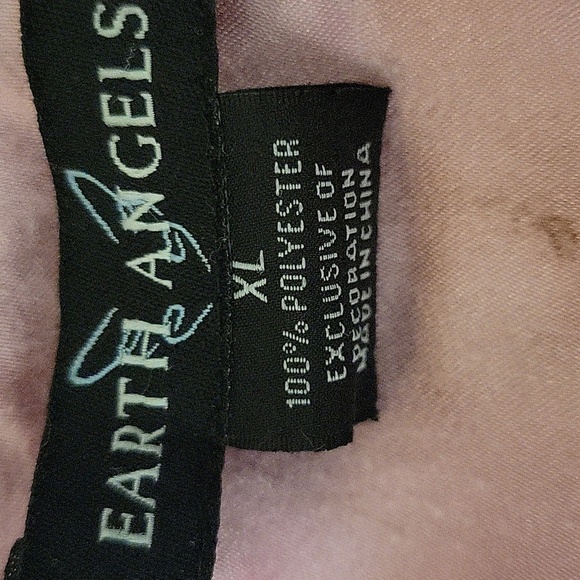 EARTH ANGELS
XL
100% POLYESTER
EXCLUSIVE OF
DECORATION
MADE IN CHINA